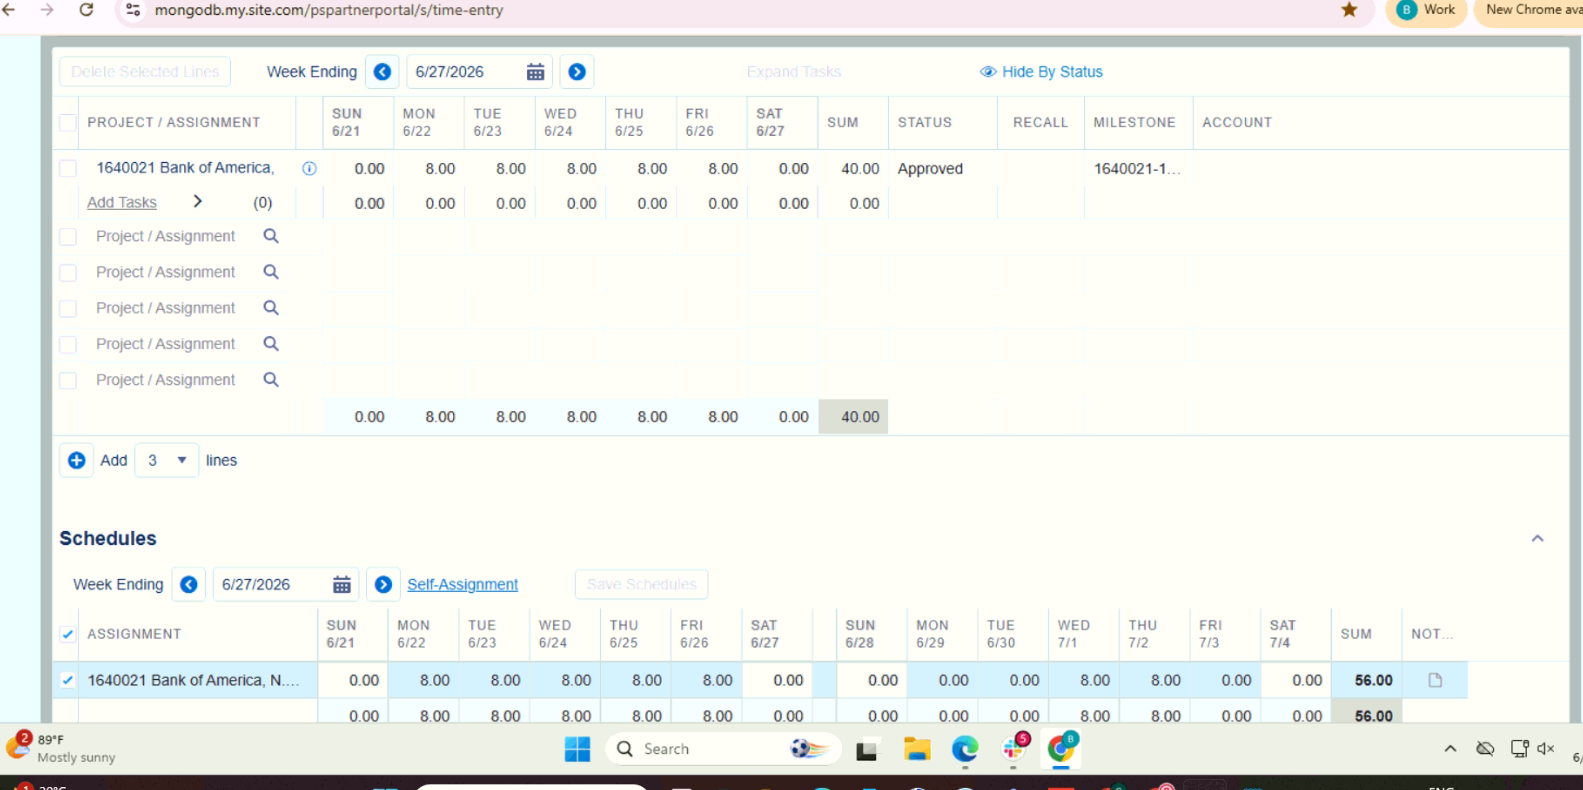 mongodb.my.site.com/pspartnerportal/s/time-entry
B Work
New Chrome ava
Delete Selected Lines Week Ending 6/27/2026 Expand Tasks Hide By Status
PROJECT / ASSIGNMENT SUN 6/21 MON 6/22 TUE 6/23 WED 6/24 THU 6/25 FRI 6/26 SAT 6/27 SUM STATUS RECALL MILESTONE ACCOUNT
1640021 Bank of America, 0.00 8.00 8.00 8.00 8.00 8.00 0.00 40.00 Approved 1640021-1...
Add Tasks > (0) 0.00 0.00 0.00 0.00 0.00 0.00 0.00 0.00
Project / Assignment
Project / Assignment
Project / Assignment
Project / Assignment
Project / Assignment
0.00 8.00 8.00 8.00 8.00 8.00 0.00 40.00
Add 3 lines
Schedules
Week Ending 6/27/2026 Self-Assignment Save Schedules
ASSIGNMENT SUN 6/21 MON 6/22 TUE 6/23 WED 6/24 THU 6/25 FRI 6/26 SAT 6/27 SUN 6/28 MON 6/29 TUE 6/30 WED 7/1 THU 7/2 FRI 7/3 SAT 7/4 SUM NOT...
1640021 Bank of America, N.... 0.00 8.00 8.00 8.00 8.00 8.00 0.00 0.00 0.00 0.00 8.00 8.00 0.00 0.00 56.00
0.00 8.00 8.00 8.00 8.00 8.00 0.00 0.00 0.00 0.00 8.00 8.00 0.00 0.00 56.00
2 89°F
Mostly sunny
Search
5
B
6/